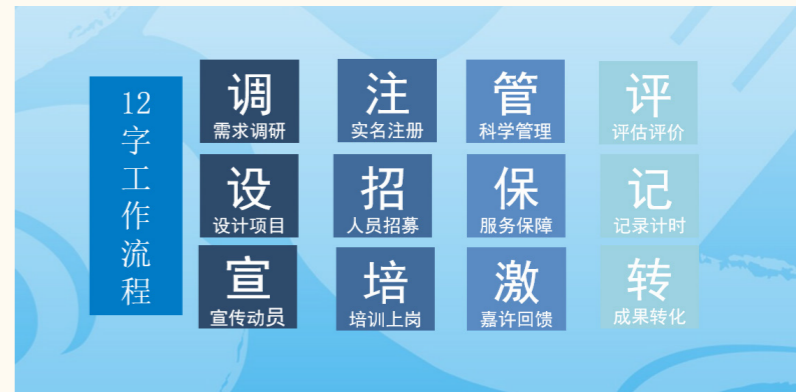 12字工作流程
调
需求调研
设
设计项目
宣
宣传动员
注
实名注册
招
人员招募
培
培训上岗
管
科学管理
保
服务保障
激
嘉许回馈
评
评估评价
记
记录计时
转
成果转化